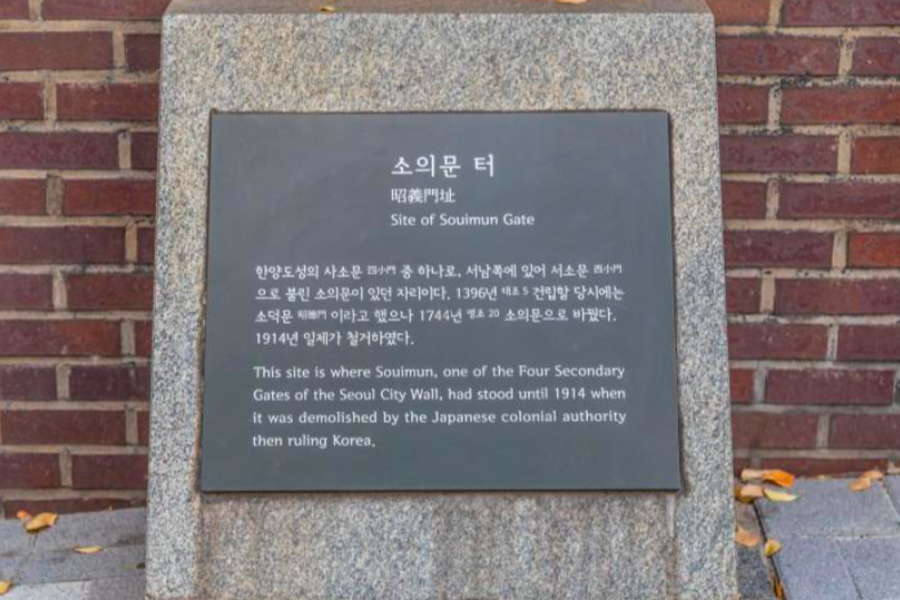 소의문 터
昭義門址
Site of Souimun Gate
한양도성의 사소문 四小門 중 하나로, 서남쪽에 있어 서소문 西小門
으로 불린 소의문이 있던 자리이다. 1396년 태조 5 건립할 당시에는
소덕문 昭德門 이라고 했으나 1744년 영조 20 소의문으로 바꿨다.
1914년 일제가 철거하였다.
This site is where Souimun, one of the Four Secondary
Gates of the Seoul City Wall, had stood until 1914 when
it was demolished by the Japanese colonial authority
then ruling Korea.